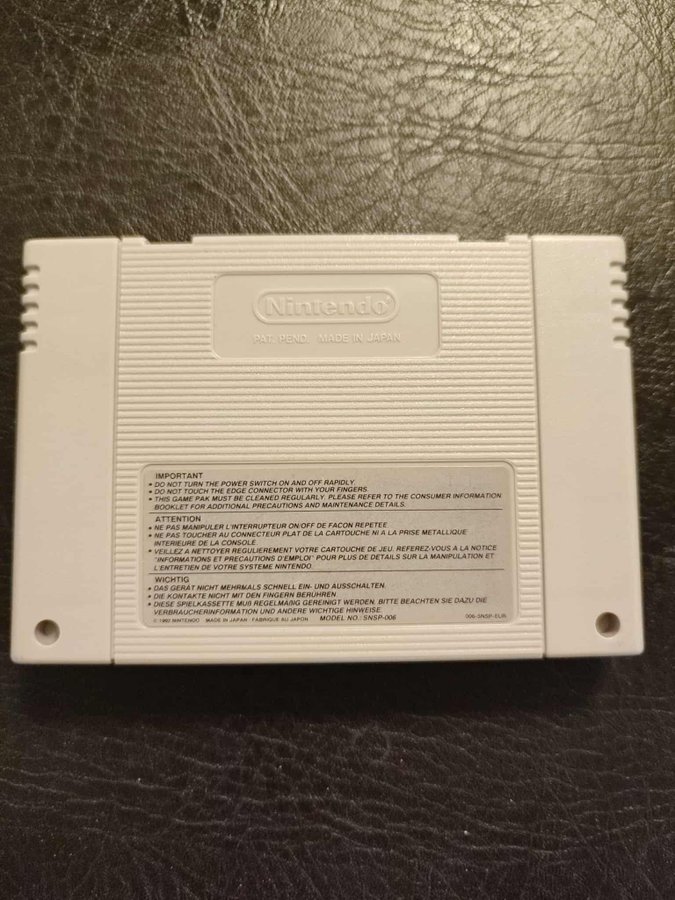 Nintendo®
PAT. PEND. MADE IN JAPAN
IMPORTANT
• DO NOT TURN THE POWER SWITCH ON AND OFF RAPIDLY.
• DO NOT TOUCH THE EDGE CONNECTOR WITH YOUR FINGERS
• THIS GAME PAK MUST BE CLEANED REGULARLY. PLEASE REFER TO THE CONSUMER INFORMATION
BOOKLET FOR ADDITIONAL PRECAUTIONS AND MAINTENANCE DETAILS.
ATTENTION
• NE PAS MANIPULER L'INTERRUPTEUR ON-OFF DE FACON REPETEE
• NE PAS TOUCHER AU CONNECTEUR PLAT DE LA CARTOUCHE NI A LA PRISE METALLIQUE
INTERIEURE DE LA CONSOLE
• VEILLEZ A NETTOYER REGULIEREMENT VOTRE CARTOUCHE DE JEU. REFEREZ-VOUS A LA NOTICE
"INFORMATIONS ET PRECAUTIONS D'EMPLOI" POUR PLUS DE DETAILS SUR LA MANIPULATION ET
L'ENTRETIEN DE VOTRE SYSTEME NINTENDO.
WICHTIG
• DAS GERÄT NICHT MEHRMALS SCHNELL EIN- UND AUSSCHALTEN.
• DIE KONTAKTE NICHT MIT DEN FINGERN BERÜHREN.
• DIESE SPIELKASSETTE MUß REGELMÄßIG GEREINIGT WERDEN. BITTE BEACHTEN SIE DAZU DIE
VERBRAUCHERINFORMATION UND ANDERE WICHTIGE HINWEISE.
© 1992 NINTENDO MADE IN JAPAN FABRIQUE AU JAPON MODEL NO.: SNSP-006 006-SNSP-EUR